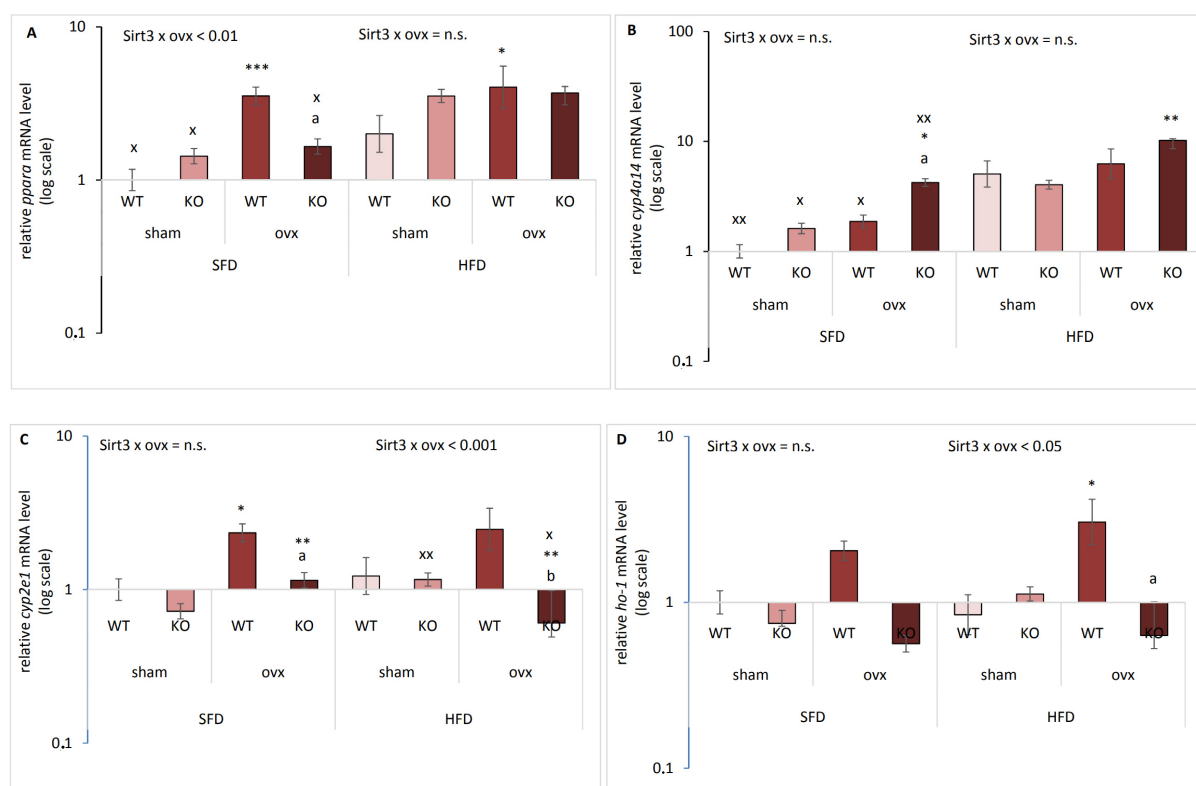 A
Sirt3 x ovx < 0.01
Sirt3 x ovx = n.s.
relative ppara mRNA level
(log scale)
10
1
0.1
x
x
***
x
a
*
WT
KO
WT
KO
WT
KO
WT
KO
sham
ovx
sham
ovx
SFD
HFD
B
Sirt3 x ovx = n.s.
Sirt3 x ovx = n.s.
relative cyp4a14 mRNA level
(log scale)
100
10
1
0.1
xx
x
x
xx
*
a
**
WT
KO
WT
KO
WT
KO
WT
KO
sham
ovx
sham
ovx
SFD
HFD
C
Sirt3 x ovx = n.s.
Sirt3 x ovx < 0.001
relative cyp2e1 mRNA level
(log scale)
10
1
0.1
*
**
a
xx
x
**
b
WT
KO
WT
KO
WT
KO
WT
KO
sham
ovx
sham
ovx
SFD
HFD
D
Sirt3 x ovx = n.s.
Sirt3 x ovx < 0.05
relative ho-1 mRNA level
(log scale)
10
1
0.1
*
a
WT
KO
WT
KO
WT
KO
WT
KO
sham
ovx
sham
ovx
SFD
HFD